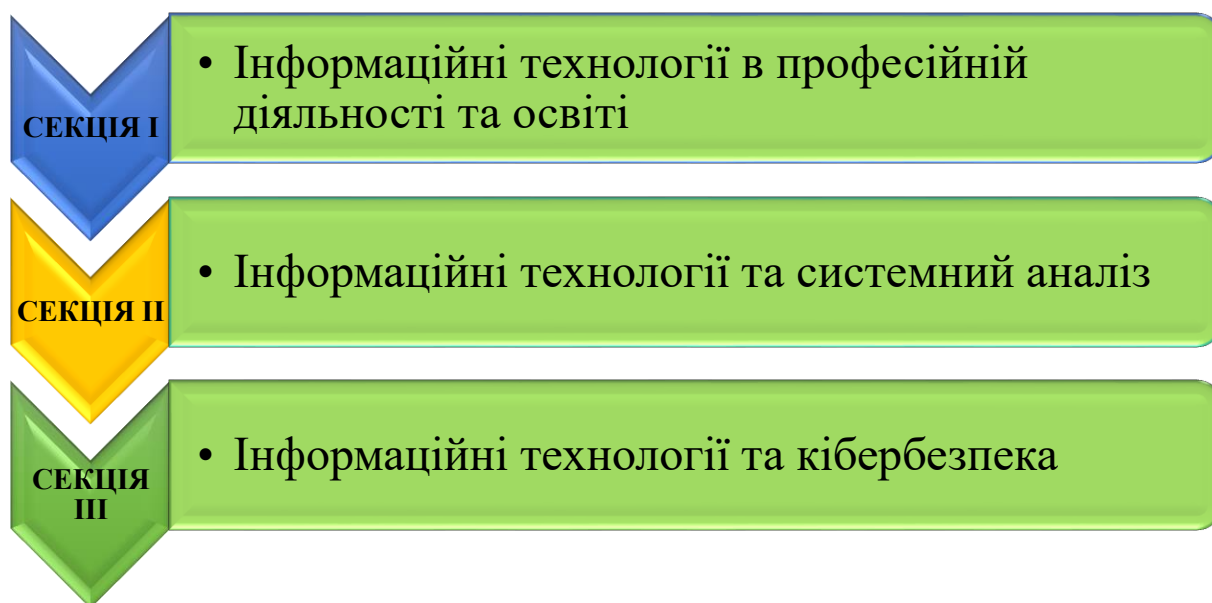 СЕКЦІЯ І
• Інформаційні технології в професійній
діяльності та освіті
СЕКЦІЯ ІІ
• Інформаційні технології та системний аналіз
СЕКЦІЯ
ІІІ
• Інформаційні технології та кібербезпека